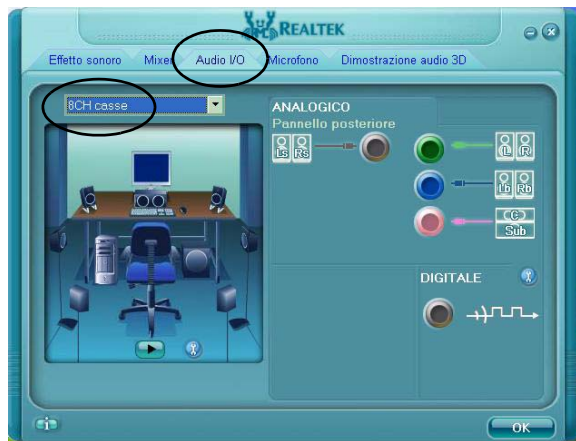 REALTEK
Effetto sonoro Mixer Audio I/O Microfono Dimostrazione audio 3D
8CH casse
ANALOGICO
Pannello posteriore
Ls Rs
(L (R
Lb Rb
(C)
Sub
DIGITALE
i
OK